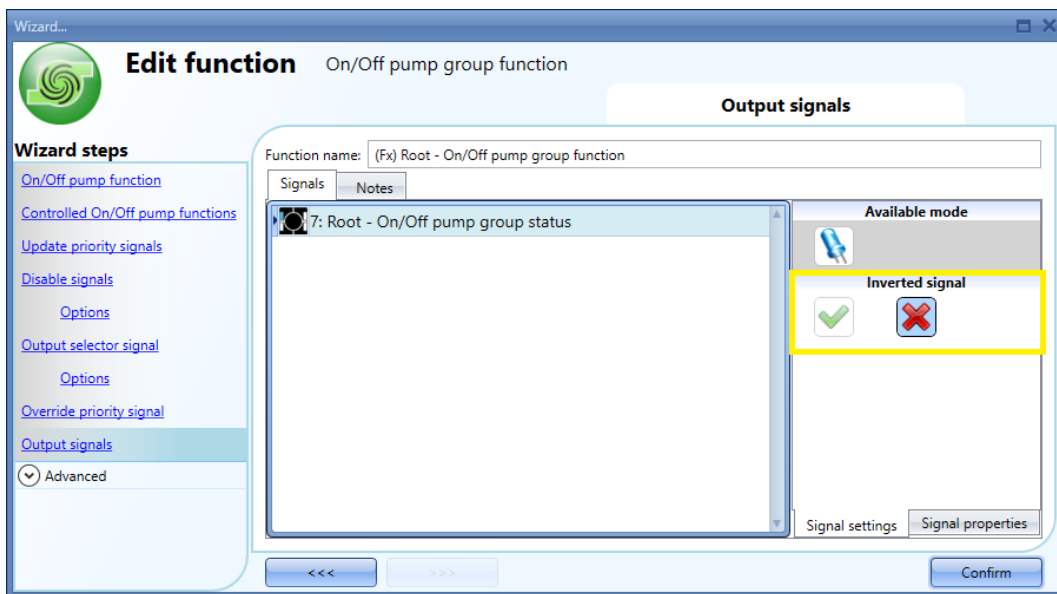 Wizard...
Edit function On/Off pump group function
Output signals
Wizard steps
On/Off pump function
Controlled On/Off pump functions
Update priority signals
Disable signals
Options
Output selector signal
Options
Override priority signal
Output signals
Advanced
Function name: (Fx) Root - On/Off pump group function
Signals Notes
7: Root - On/Off pump group status
Available mode
Inverted signal
Signal settings Signal properties
<<< >>> Confirm